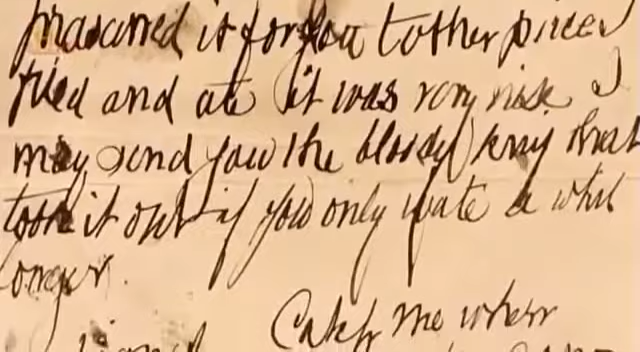 prasarved it for you tother piece I
fried and ate it was very nise I
may send you the bloody knif that
took it out if you only wate a whil
longer.
Catch me when
signed